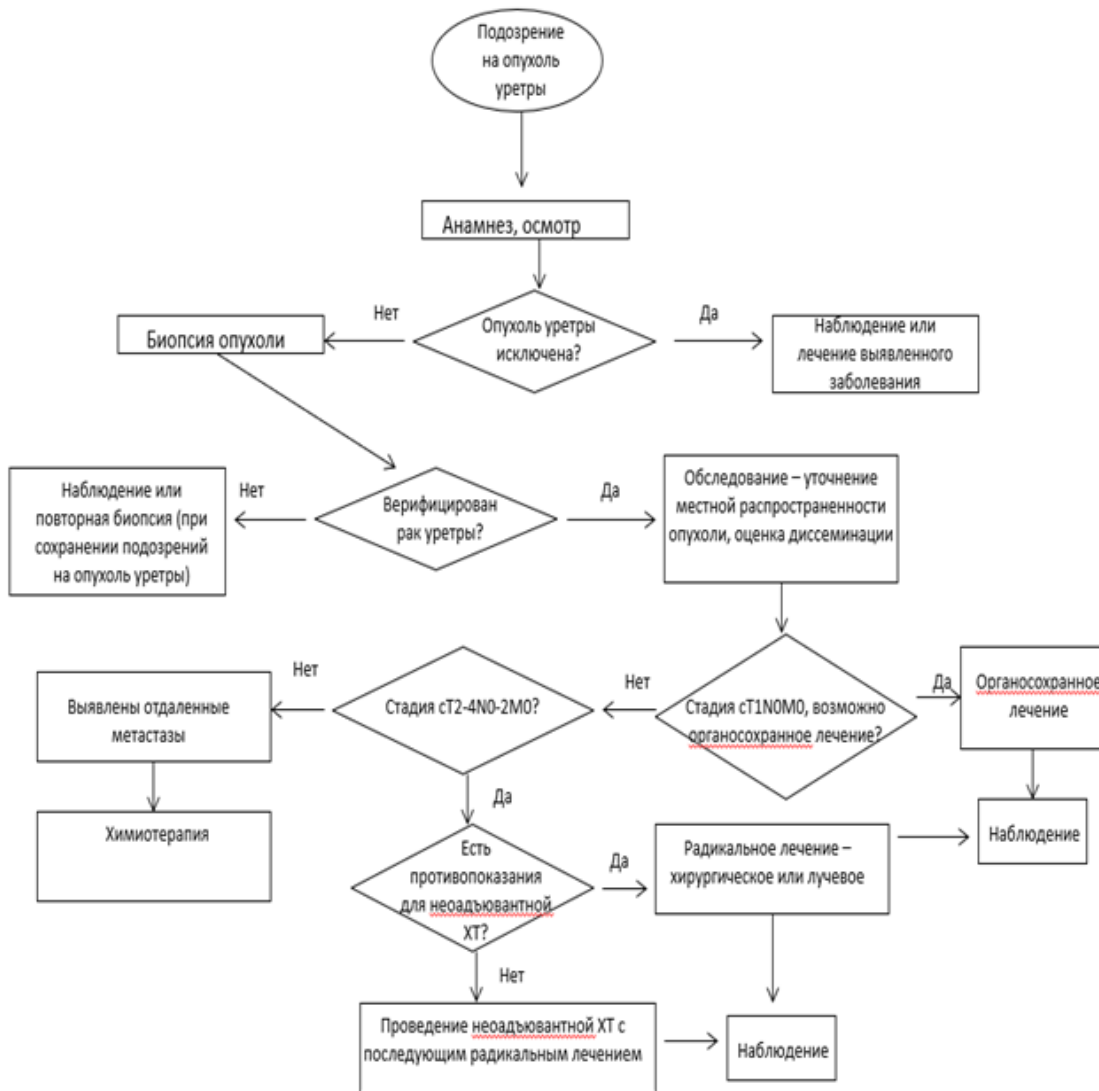 Подозрение
на опухоль
уретры
Анамнез, осмотр
Нет
Да
Биопсия опухоли
Опухоль уретры
исключена?
Наблюдение или
лечение выявленного
заболевания
Наблюдение или
повторная биопсия (при
сохранении подозрений
на опухоль уретры)
Нет
Верифицирован
рак уретры?
Да
Обследование – уточнение
местной распространенности
опухоли, оценка диссеминации
Выявлены отдаленные
метастазы
Нет
Стадия сТ2-4N0-2М0?
Нет
Стадия сТ1N0М0, возможно
органосохранное лечение?
Да
Органосохранное
лечение
Химиотерапия
Да
Есть
противопоказания
для неоадъювантной
ХТ?
Да
Радикальное лечение –
хирургическое или лучевое
Наблюдение
Нет
Проведение неоадъювантной ХТ с
последующим радикальным лечением
Наблюдение